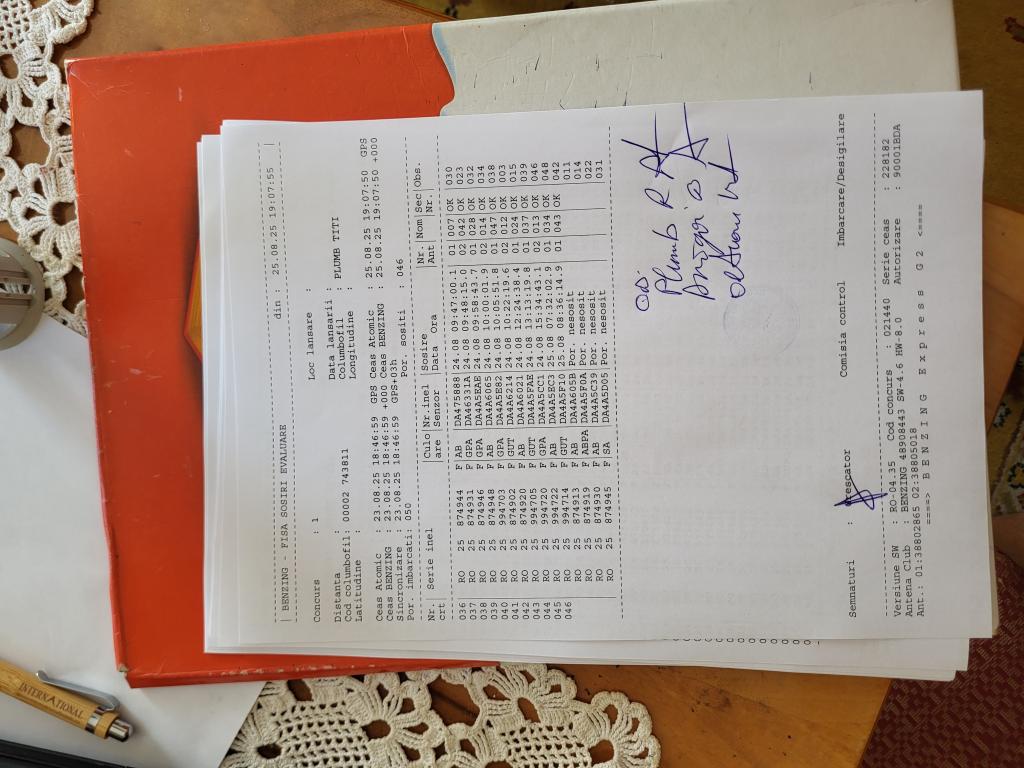 | BENZING - FISA SOSIRI EVALUARE din : 25.08.25 19:07:55 |
Concurs : 1 Loc lansare :
Distanta : Data lansarii :
Cod columbofil: 00002 743811 Columbofil : PLUMB TITI
Latitudine : Longitudine :
Ceas Atomic : 23.08.25 18:46:59 GPS Ceas Atomic : 25.08.25 19:07:50 GPS
Ceas BENZING : 23.08.25 18:46:59 +000 Ceas BENZING : 25.08.25 19:07:50 +000
Sincronizare : 23.08.25 18:46:59 GPS+03h
Por. imbarcati: 050 Por. sositi : 046
Nr. | Serie inel |Culo|Nr.inel |Sosire |Nr. |Nom |Sec|Obs.
crt |are |Senzor |Data Ora |Ant | |Nr.|
036 RO 25 874944 F AB DA475888 24.08 09:47:00.1 01 007 OK 030
037 RO 25 874931 F GPA DA46331A 24.08 09:48:15.0 02 042 OK 023
038 RO 25 874946 F GPA DA4A5EAE 24.08 09:58:43.7 02 028 OK 032
039 RO 25 874948 F AB DA4A6065 24.08 10:00:01.9 02 014 OK 034
040 RO 25 994703 F GPA DA4A5E82 24.08 10:05:51.8 01 047 OK 038
041 RO 25 874902 F GUT DA4A6214 24.08 10:22:19.6 02 012 OK 003
042 RO 25 874920 F AB DA4A6021 24.08 12:24:38.4 01 024 OK 015
043 RO 25 994705 F GUT DA4A5FAE 24.08 13:13:19.8 01 037 OK 039
044 RO 25 994720 F GPA DA4A5CC1 24.08 15:34:43.1 02 013 OK 046
045 RO 25 994722 F AB DA4A5EC3 25.08 07:32:02.9 01 034 OK 048
046 RO 25 994714 F GUT DA4A5F10 25.08 08:36:14.9 01 043 OK 042
RO 25 874913 F AB DA4A605B Por. nesosit 011
RO 25 874919 F ABPA DA4A5F0A Por. nesosit 014
RO 25 874930 F AB DA4A5C39 Por. nesosit 022
RO 25 874945 F SA DA4A5D05 Por. nesosit 031
Plumb R
Semnaturi : Crescator Comisia control Imbarcare/Desigilare
Versiune SW : RO-04.35 Cod concurs : 021440 Serie ceas : 228182
Antena Club : BENZING 48908443 SW-4.6 HW-8.0 Autorizare : 90001BDA
Ant.: 01:38802865 02:38805018
====> B E N Z I N G E x p r e s s G 2 <====
INTERNATIONAL